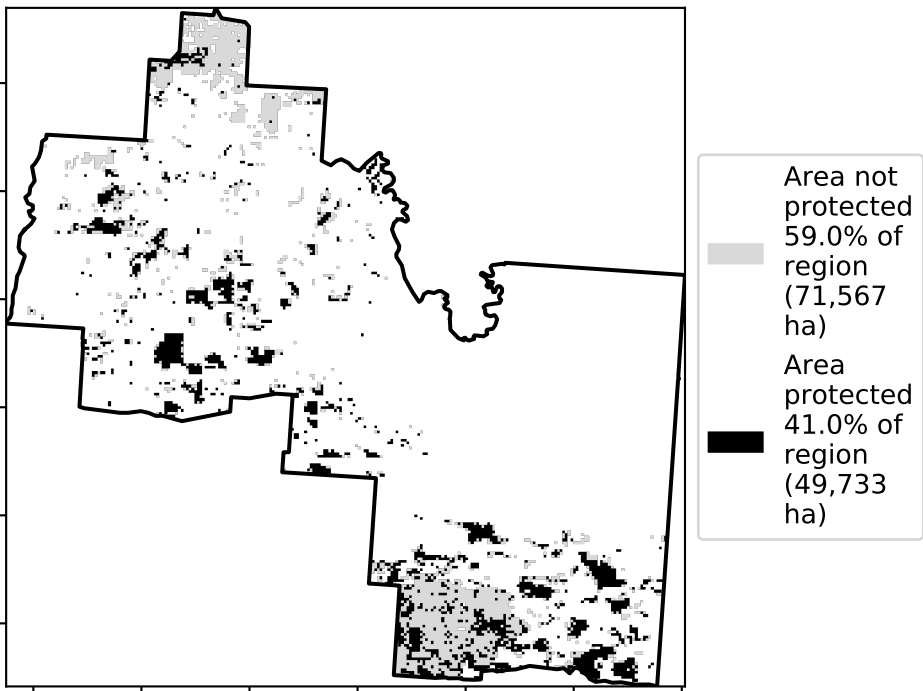 Area not
protected
59.0% of
region
(71,567
ha)
Area
protected
41.0% of
region
(49,733
ha)